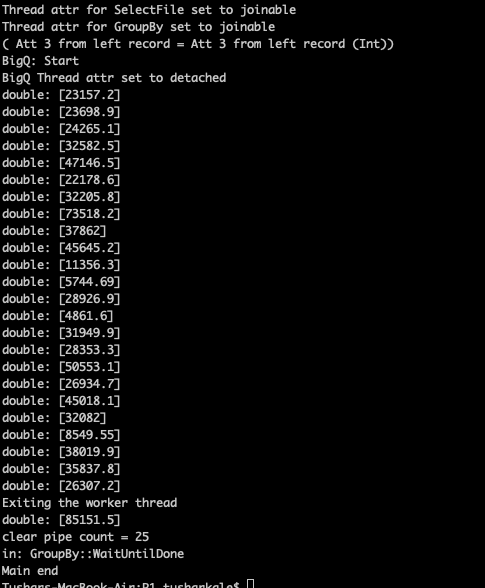 Thread attr for SelectFile set to joinable
Thread attr for GroupBy set to joinable
( Att 3 from left record = Att 3 from left record (Int))
BigQ: Start
BigQ Thread attr set to detached
double: [23157.2]
double: [23698.9]
double: [24265.1]
double: [32582.5]
double: [47146.5]
double: [22178.6]
double: [32205.8]
double: [73518.2]
double: [37862]
double: [45645.2]
double: [11356.3]
double: [5744.69]
double: [28926.9]
double: [4861.6]
double: [31949.9]
double: [28353.3]
double: [50553.1]
double: [26934.7]
double: [45018.1]
double: [32082]
double: [8549.55]
double: [38019.9]
double: [35837.8]
double: [26307.2]
Exiting the worker thread
double: [85151.5]
clear pipe count = 25
in: GroupBy::WaitUntilDone
Main end
Tushars-MacBook-Air:P1 tusharkale$